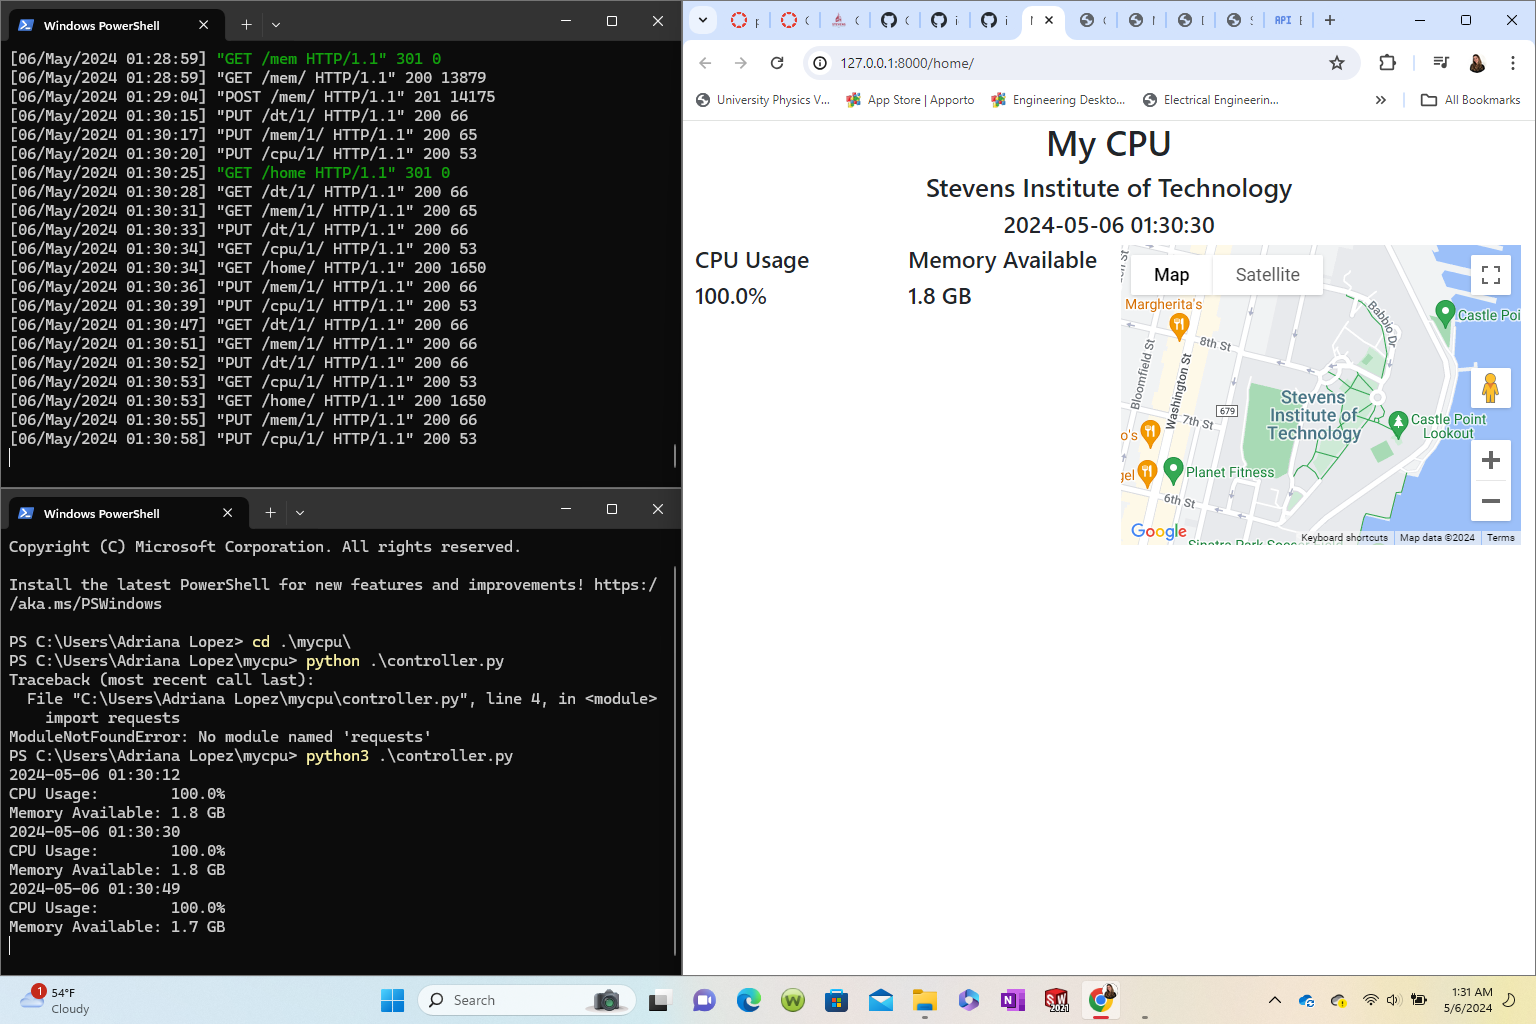 Windows PowerShell
[06/May/2024 01:28:59] "GET /mem HTTP/1.1" 301 0
[06/May/2024 01:28:59] "GET /mem/ HTTP/1.1" 200 13879
[06/May/2024 01:29:04] "POST /mem/ HTTP/1.1" 201 14175
[06/May/2024 01:30:15] "PUT /dt/1/ HTTP/1.1" 200 66
[06/May/2024 01:30:17] "PUT /mem/1/ HTTP/1.1" 200 65
[06/May/2024 01:30:20] "PUT /cpu/1/ HTTP/1.1" 200 53
[06/May/2024 01:30:25] "GET /home HTTP/1.1" 301 0
[06/May/2024 01:30:28] "GET /dt/1/ HTTP/1.1" 200 66
[06/May/2024 01:30:31] "GET /mem/1/ HTTP/1.1" 200 65
[06/May/2024 01:30:33] "PUT /dt/1/ HTTP/1.1" 200 66
[06/May/2024 01:30:34] "GET /cpu/1/ HTTP/1.1" 200 53
[06/May/2024 01:30:34] "GET /home/ HTTP/1.1" 200 1650
[06/May/2024 01:30:36] "PUT /mem/1/ HTTP/1.1" 200 66
[06/May/2024 01:30:39] "PUT /cpu/1/ HTTP/1.1" 200 53
[06/May/2024 01:30:47] "GET /dt/1/ HTTP/1.1" 200 66
[06/May/2024 01:30:51] "GET /mem/1/ HTTP/1.1" 200 66
[06/May/2024 01:30:52] "PUT /dt/1/ HTTP/1.1" 200 66
[06/May/2024 01:30:53] "GET /cpu/1/ HTTP/1.1" 200 53
[06/May/2024 01:30:53] "GET /home/ HTTP/1.1" 200 1650
[06/May/2024 01:30:55] "PUT /mem/1/ HTTP/1.1" 200 66
[06/May/2024 01:30:58] "PUT /cpu/1/ HTTP/1.1" 200 53
Windows PowerShell
Copyright (C) Microsoft Corporation. All rights reserved.
Install the latest PowerShell for new features and improvements! https:/
/aka.ms/PSWindows
PS C:\Users\Adriana Lopez> cd .\mycpu\
PS C:\Users\Adriana Lopez\mycpu> python .\controller.py
Traceback (most recent call last):
File "C:\Users\Adriana Lopez\mycpu\controller.py", line 4, in <module>
import requests
ModuleNotFoundError: No module named 'requests'
PS C:\Users\Adriana Lopez\mycpu> python3 .\controller.py
2024-05-06 01:30:12
CPU Usage: 100.0%
Memory Available: 1.8 GB
2024-05-06 01:30:30
CPU Usage: 100.0%
Memory Available: 1.8 GB
2024-05-06 01:30:49
CPU Usage: 100.0%
Memory Available: 1.7 GB
API
127.0.0.1:8000/home/
University Physics V... App Store | Apporto Engineering Deskto... Electrical Engineerin... » All Bookmarks
My CPU
Stevens Institute of Technology
2024-05-06 01:30:30
CPU Usage
100.0%
Memory Available
1.8 GB
Map Satellite
Margherita's
Babbio Dr
Castle Poi
8th St
Bloomfield St
Washington St
Stevens
Institute of
Technology
679
7th St
Castle Point
Lookout
o's
gel
Planet Fitness
6th St
Google
Keyboard shortcuts Map data ©2024 Terms
1
54°F
Cloudy
Search
SW
2021
1:31 AM
5/6/2024